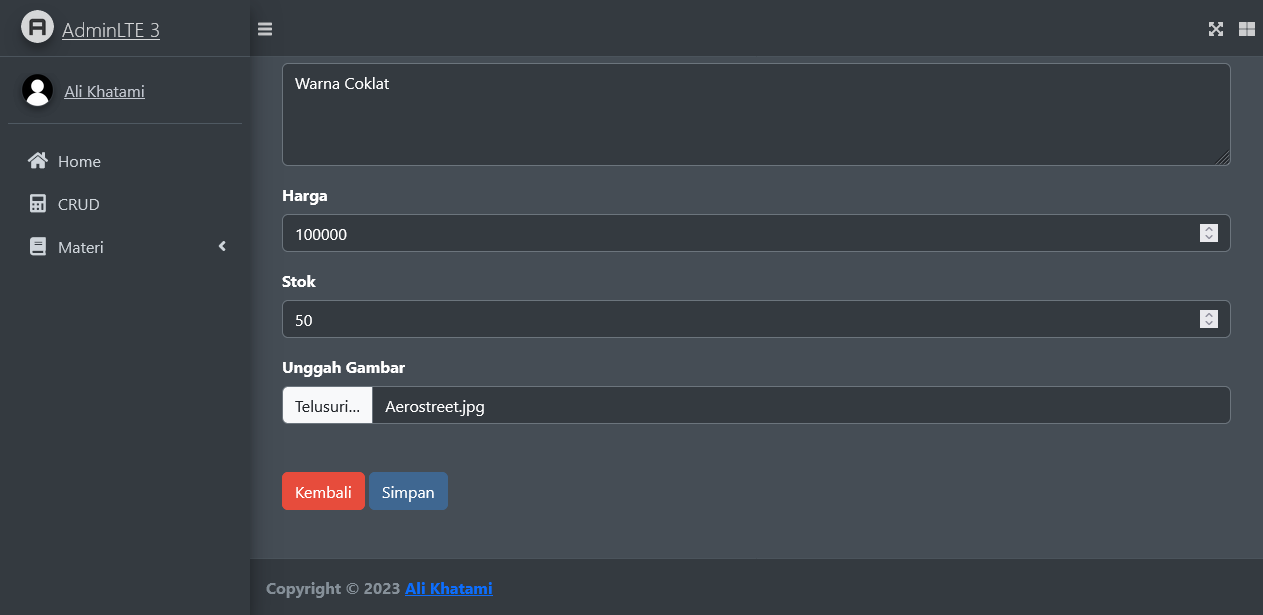 AdminLTE 3
Ali Khatami
Home
CRUD
Materi
Warna Coklat
Harga
100000
Stok
50
Unggah Gambar
Telusuri... Aerostreet.jpg
Kembali Simpan
Copyright © 2023 Ali Khatami